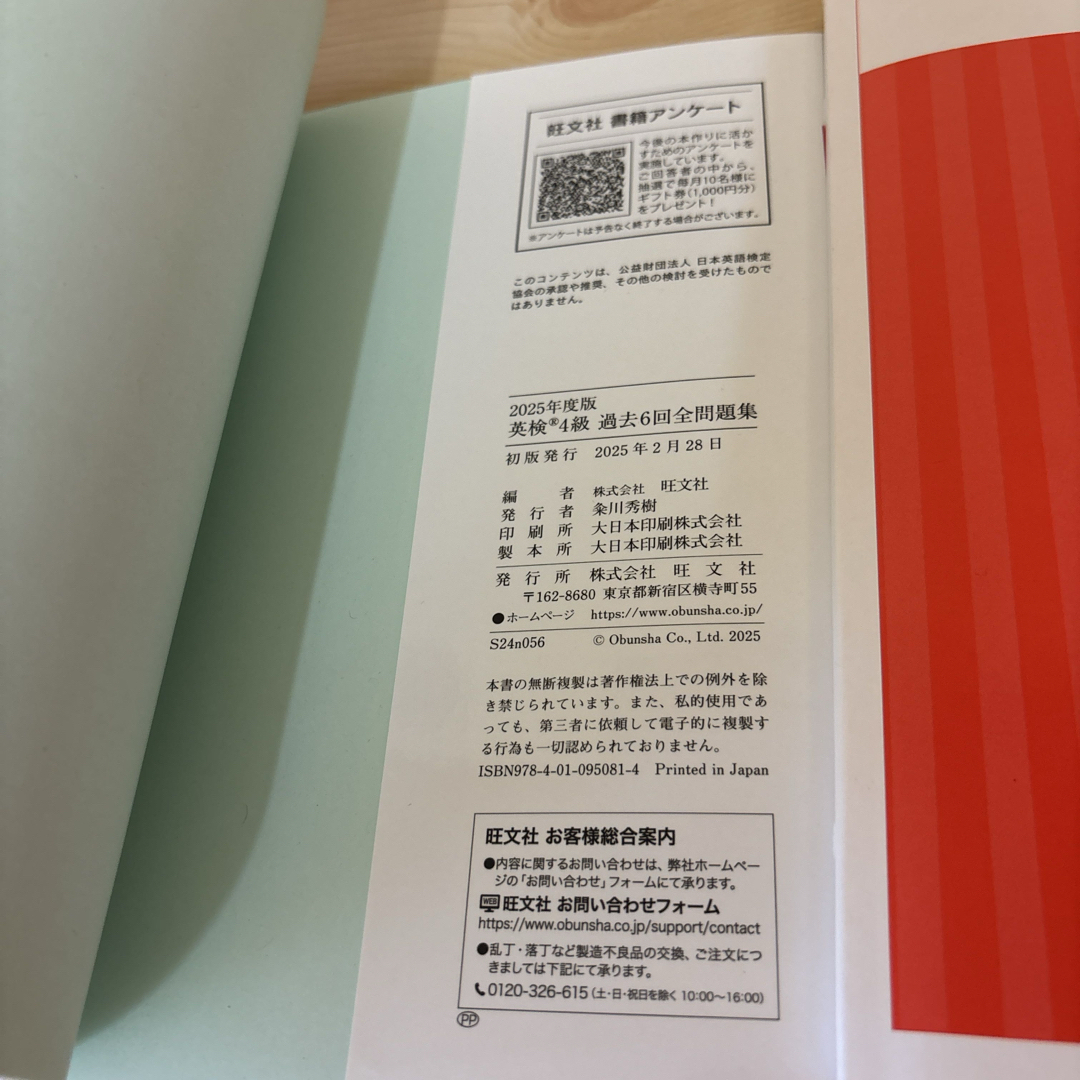 旺文社 書籍アンケート
今後の本作りに活か
すためのアンケートを
実施しています。
ご回答者の中から、
抽選で毎月10名様に
ギフト券(1,000円分)
をプレゼント!
※アンケートは予告なく終了する場合がございます。
このコンテンツは、公益財団法人 日本英語検定
協会の承認や推奨、その他の検討を受けたもので
はありません。
2025年度版
英検®4級 過去6回全問題集
初版発行 2025年2月28日
編者 株式会社 旺文社
発行者 粂川秀樹
印刷所 大日本印刷株式会社
製本所 大日本印刷株式会社
発行所 株式会社 旺文社
〒162-8680 東京都新宿区横寺町55
●ホームページ https://www.obunsha.co.jp/
S24n056 © Obunsha Co., Ltd. 2025
本書の無断複製は著作権法上での例外を除
き禁じられています。また、私的使用であ
っても、第三者に依頼して電子的に複製す
る行為も一切認められておりません。
ISBN978-4-01-095081-4 Printed in Japan
旺文社 お客様総合案内
●内容に関するお問い合わせは、弊社ホームペー
ジの「お問い合わせ」フォームにて承ります。
WEB 旺文社 お問い合わせフォーム
https://www.obunsha.co.jp/support/contact
●乱丁・落丁など製造不良品の交換、ご注文につ
きましては下記にて承ります。
0120-326-615(土・日・祝日を除く 10:00〜16:00)
PP